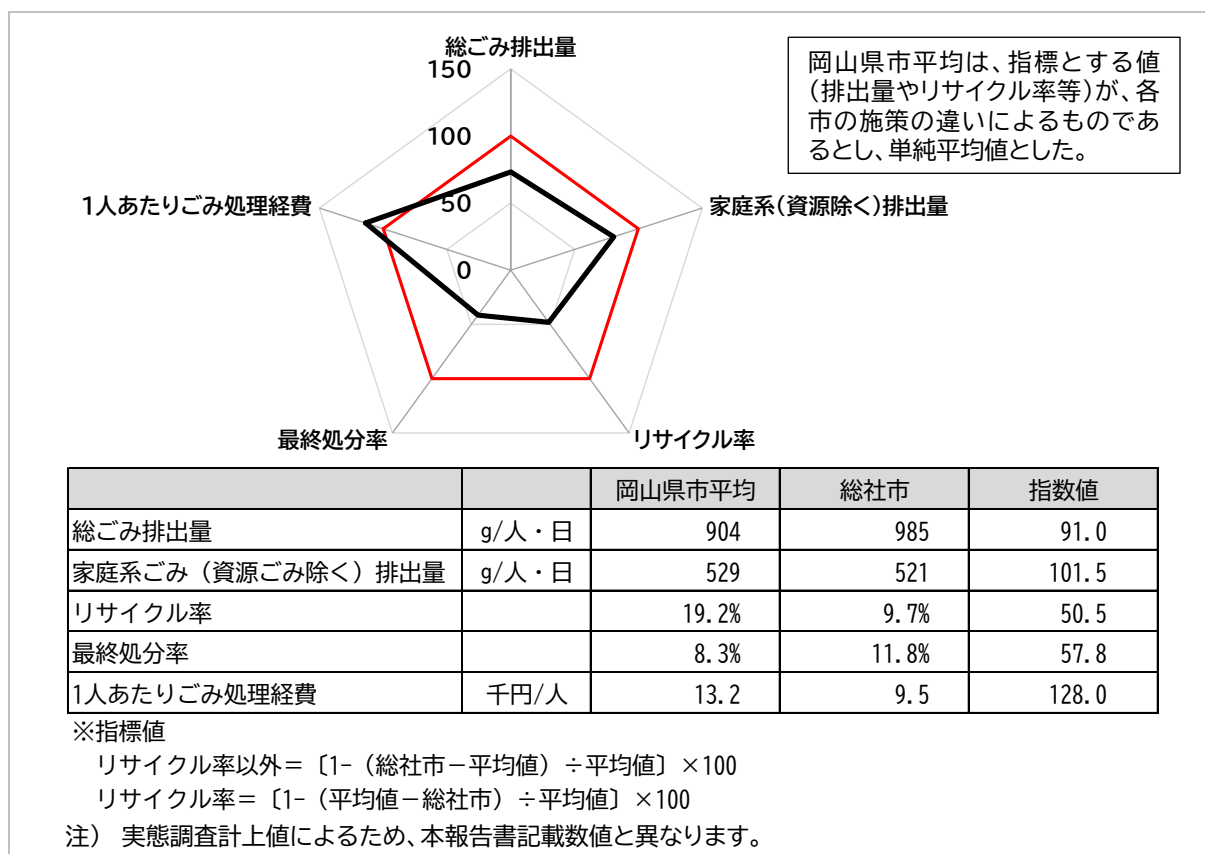 総ごみ排出量
150
100
50
0
1人あたりごみ処理経費
家庭系(資源除く)排出量
最終処分率
リサイクル率
岡山県市平均は、指標とする値
(排出量やリサイクル率等)が、各
市の施策の違いによるものであ
るとし、単純平均値とした。
岡山県市平均 総社市 指数値
総ごみ排出量 g/人・日 904 985 91.0
家庭系ごみ（資源ごみ除く）排出量 g/人・日 529 521 101.5
リサイクル率 19.2% 9.7% 50.5
最終処分率 8.3% 11.8% 57.8
1人あたりごみ処理経費 千円/人 13.2 9.5 128.0
※指標値
リサイクル率以外＝〔1-（総社市－平均値）÷平均値〕×100
リサイクル率＝〔1-（平均値－総社市）÷平均値〕×100
注） 実態調査計上値によるため、本報告書記載数値と異なります。